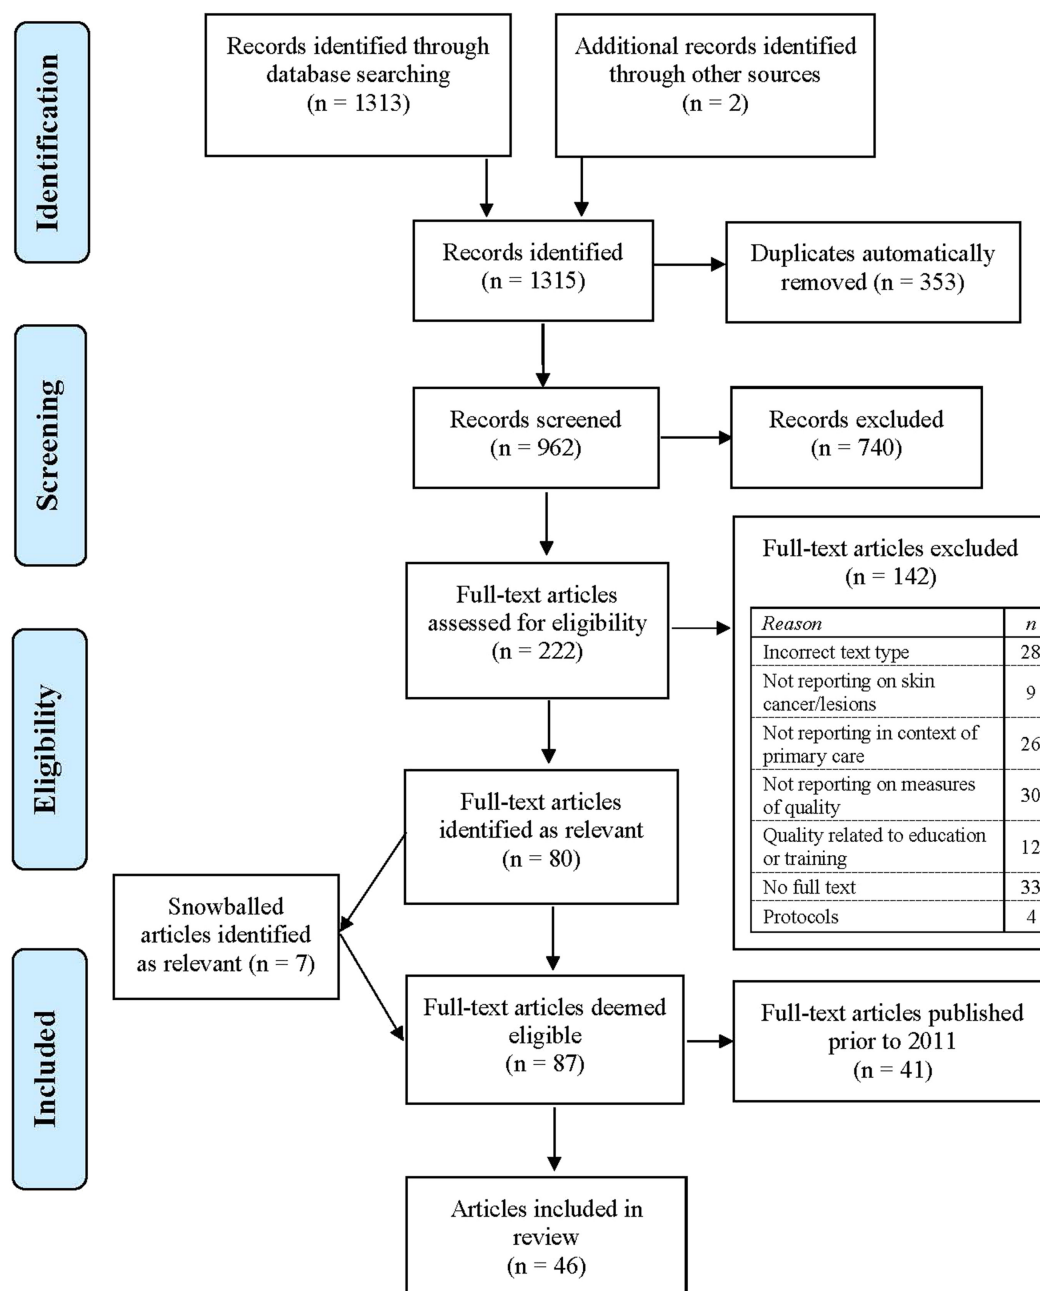 Identification
Records identified through
database searching
(n = 1313)
Additional records identified
through other sources
(n = 2)
Records identified
(n = 1315)
Duplicates automatically
removed (n = 353)
Screening
Records screened
(n = 962)
Records excluded
(n = 740)
Full-text articles
assessed for eligibility
(n = 222)
Full-text articles excluded
(n = 142)
Reason n
Incorrect text type 28
Not reporting on skin
cancer/lesions 9
Not reporting in context of
primary care 26
Not reporting on measures
of quality 30
Quality related to education
or training 12
No full text 33
Protocols 4
Eligibility
Full-text articles
identified as relevant
(n = 80)
Snowballed
articles identified
as relevant (n = 7)
Included
Full-text articles deemed
eligible
(n = 87)
Full-text articles published
prior to 2011
(n = 41)
Articles included in
review
(n = 46)